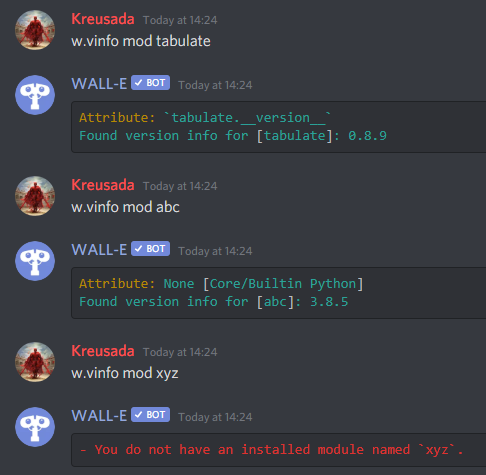 Kreusada Today at 14:24
w.vinfo mod tabulate
WALL-E ✓ BOT Today at 14:24
Attribute: `tabulate.__version__`
Found version info for [tabulate]: 0.8.9
Kreusada Today at 14:24
w.vinfo mod abc
WALL-E ✓ BOT Today at 14:24
Attribute: None [Core/Builtin Python]
Found version info for [abc]: 3.8.5
Kreusada Today at 14:24
w.vinfo mod xyz
WALL-E ✓ BOT Today at 14:24
- You do not have an installed module named `xyz`.